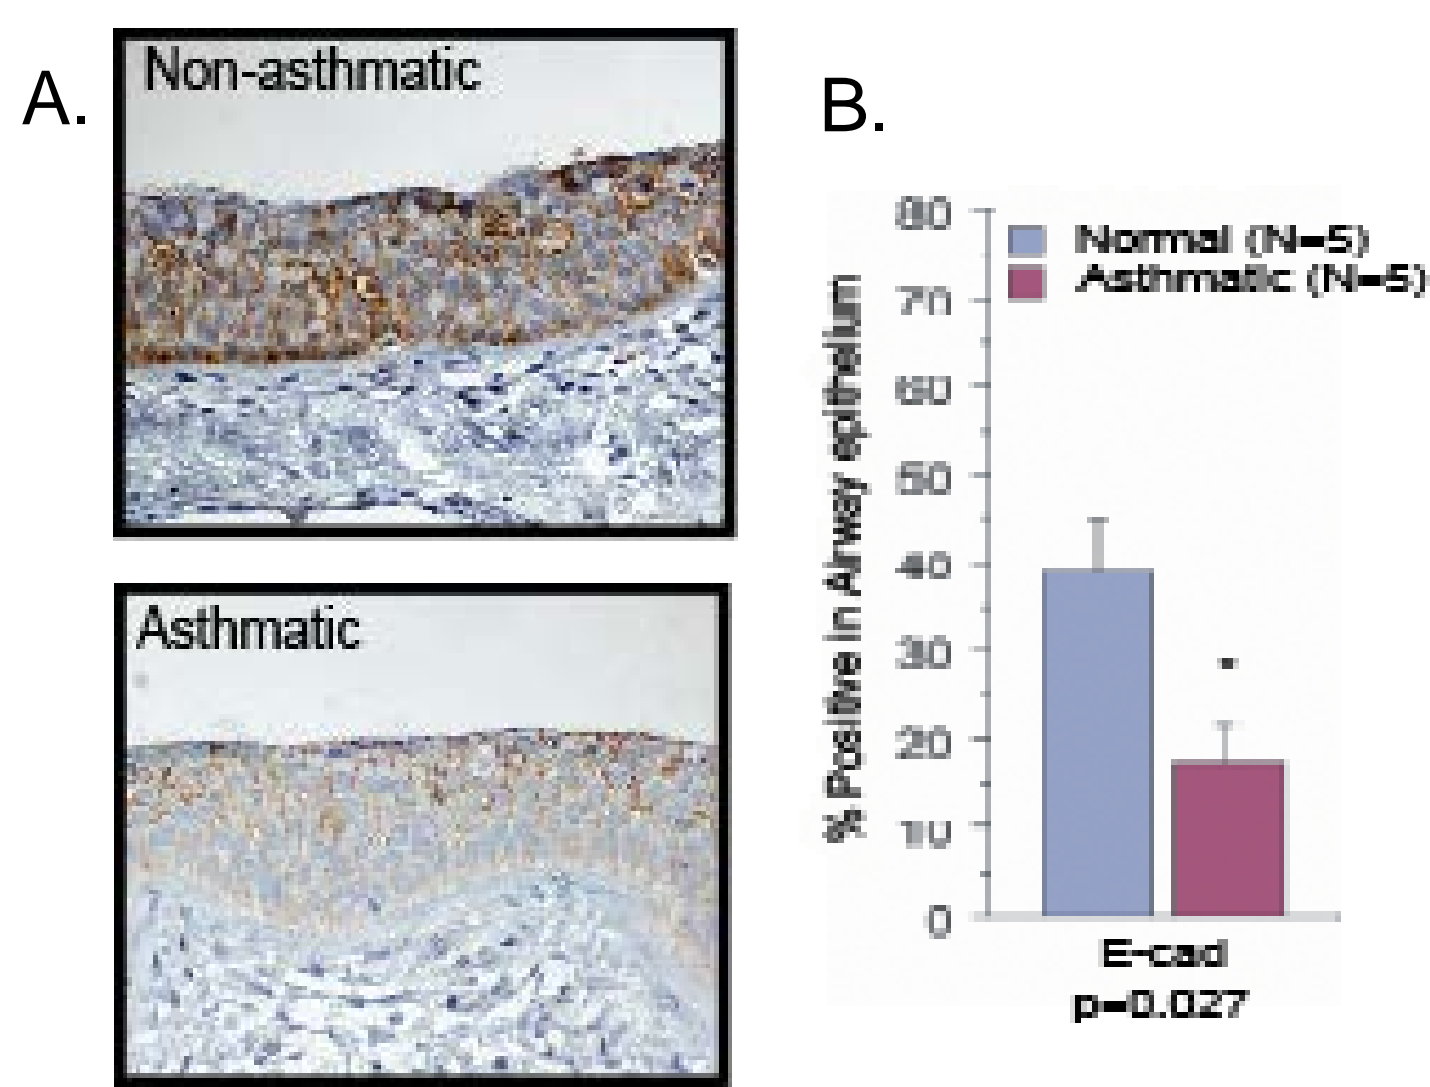 A.
Non-asthmatic
Asthmatic
B.
% Positive in Airway epithelium
80
70
60
50
40
30
20
10
0
Normal (N=5)
Asthmatic (N=5)
E-cad
p=0.027